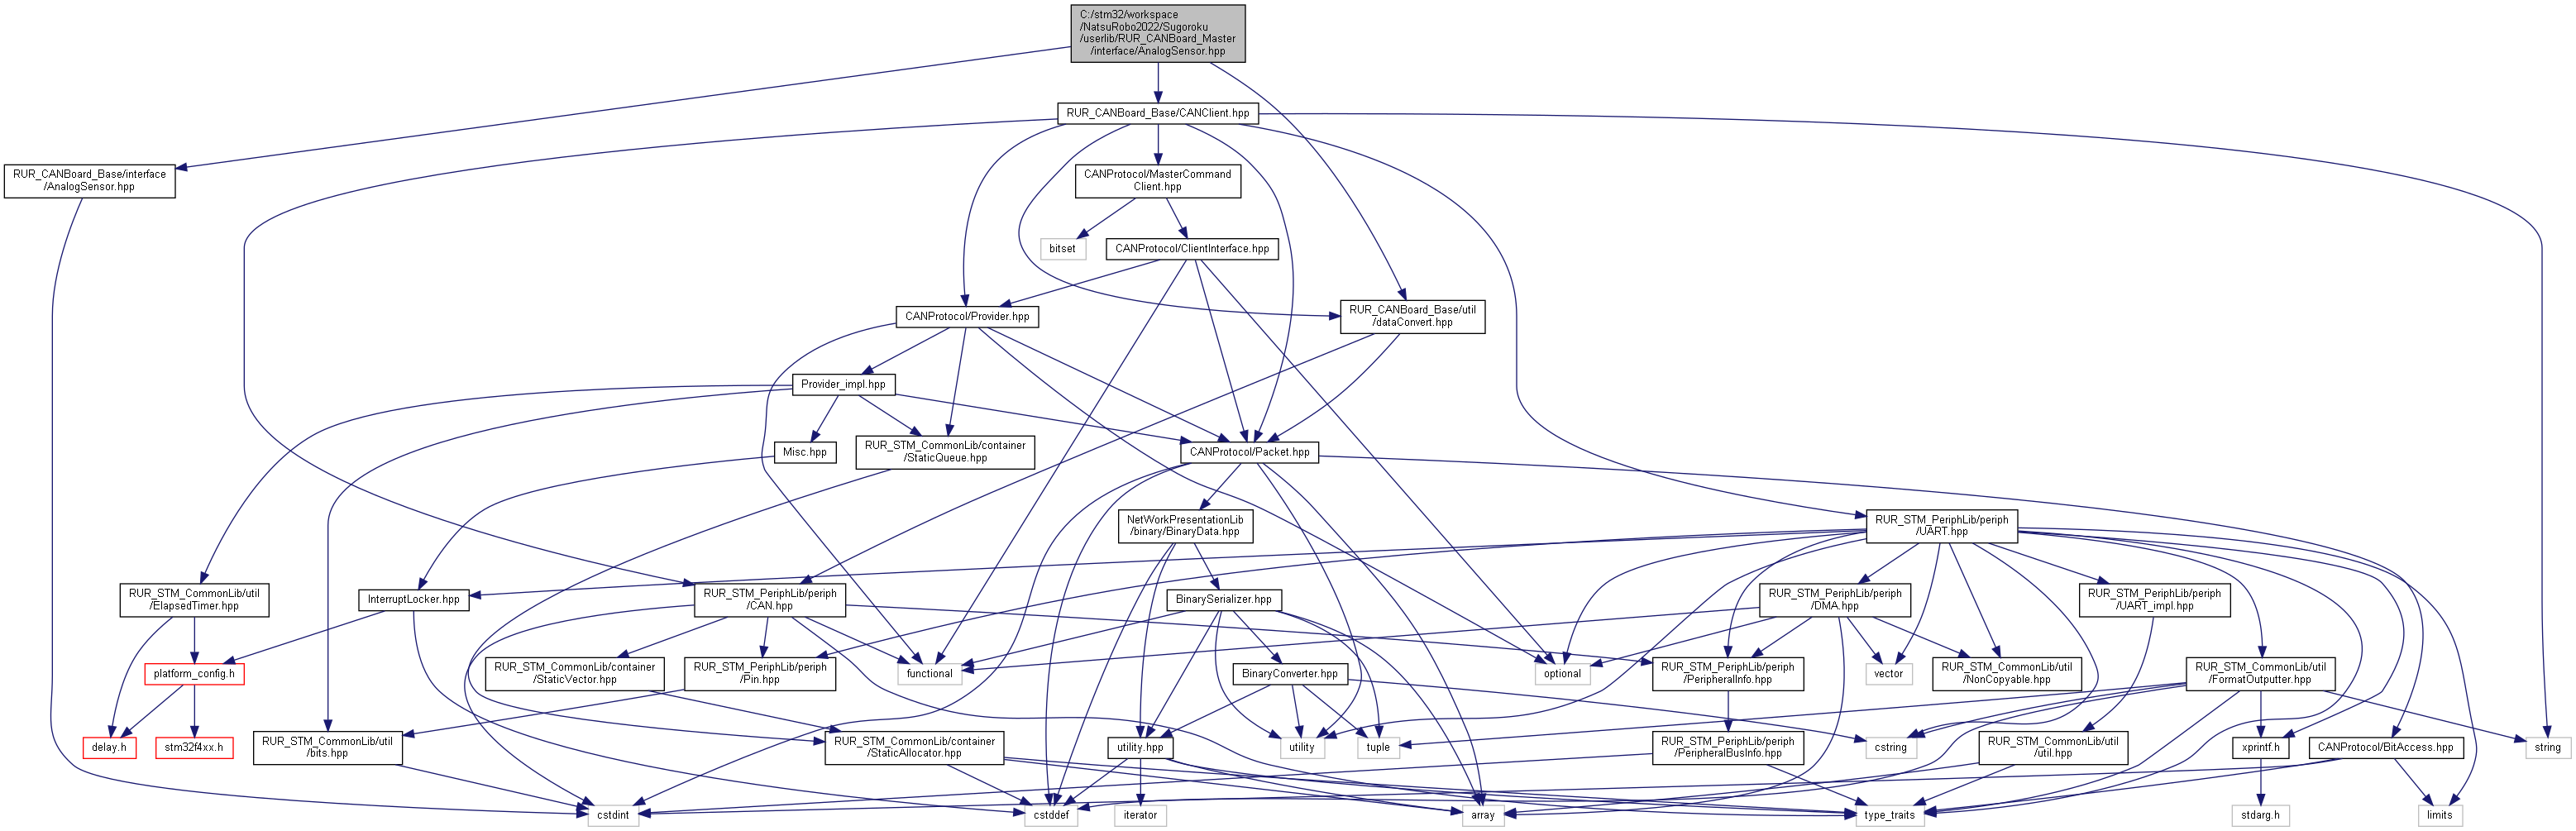 C:/stm32/workspace
/NatsuRobo2022/Sugoroku
/userlib/RUR_CANBoard_Master
/interface/AnalogSensor.hpp
RUR_CANBoard_Base/CANClient.hpp
RUR_CANBoard_Base/interface
/AnalogSensor.hpp
CANProtocol/MasterCommand
Client.hpp
bitset
CANProtocol/ClientInterface.hpp
CANProtocol/Provider.hpp
RUR_CANBoard_Base/util
/dataConvert.hpp
Provider_impl.hpp
Misc.hpp
RUR_STM_CommonLib/container
/StaticQueue.hpp
CANProtocol/Packet.hpp
NetWorkPresentationLib
/binary/BinaryData.hpp
RUR_STM_PeriphLib/periph
/UART.hpp
RUR_STM_CommonLib/util
/ElapsedTimer.hpp
InterruptLocker.hpp
RUR_STM_PeriphLib/periph
/CAN.hpp
BinarySerializer.hpp
RUR_STM_PeriphLib/periph
/DMA.hpp
RUR_STM_PeriphLib/periph
/UART_impl.hpp
platform_config.h
RUR_STM_CommonLib/container
/StaticVector.hpp
RUR_STM_PeriphLib/periph
/Pin.hpp
functional
BinaryConverter.hpp
optional
RUR_STM_PeriphLib/periph
/PeripheralInfo.hpp
vector
RUR_STM_CommonLib/util
/NonCopyable.hpp
RUR_STM_CommonLib/util
/FormatOutputter.hpp
delay.h
stm32f4xx.h
RUR_STM_CommonLib/util
/bits.hpp
RUR_STM_CommonLib/container
/StaticAllocator.hpp
utility.hpp
utility
tuple
RUR_STM_PeriphLib/periph
/PeripheralBusInfo.hpp
cstring
RUR_STM_CommonLib/util
/util.hpp
xprintf.h
CANProtocol/BitAccess.hpp
string
cstdint
cstddef
iterator
array
type_traits
stdarg.h
limits